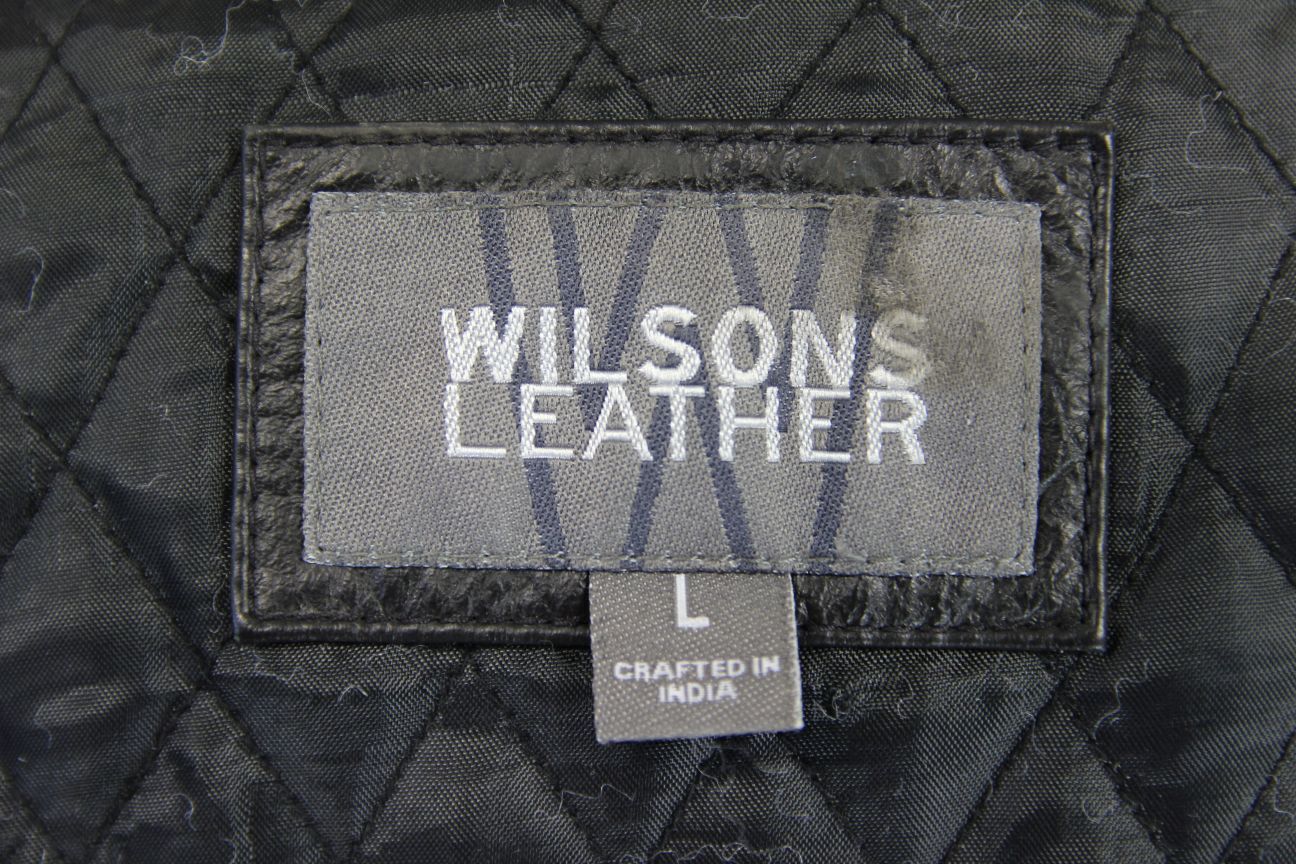 WILSONS
LEATHER
L
CRAFTED IN
INDIA